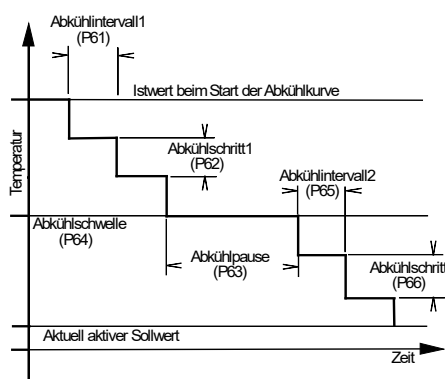 Abkühlintervall1
(P61)
Istwert beim Start der Abkühlkurve
Temperatur
Abkühlschritt1
(P62)
Abkühlintervall2
(P65)
Abkühlschwelle
(P64)
Abkühlpause
(P63)
Abkühlschritt
(P66)
Aktuell aktiver Sollwert
Zeit